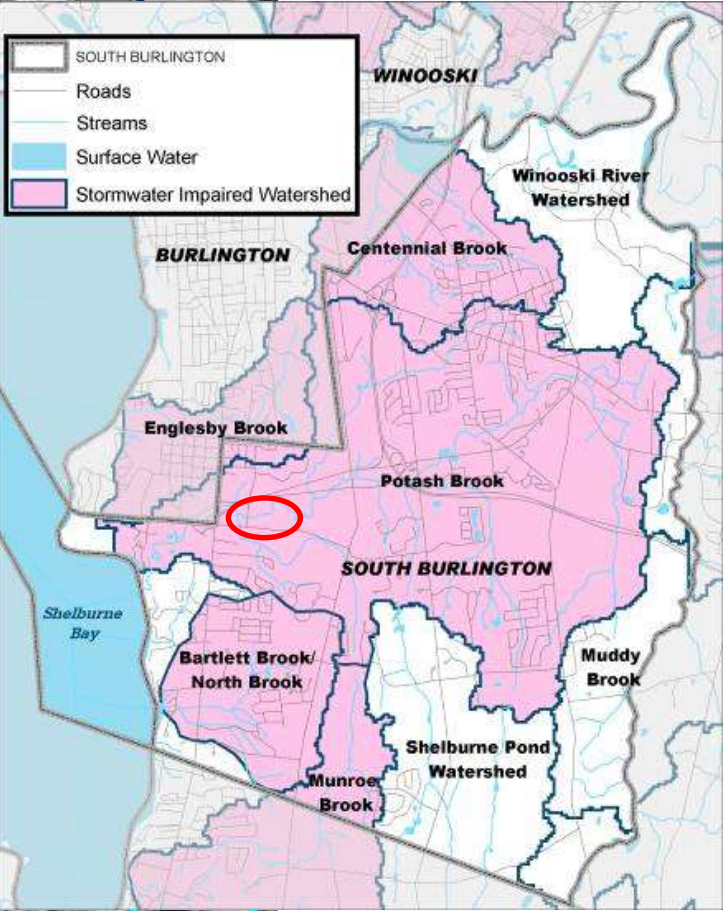 SOUTH BURLINGTON
Roads
Streams
Surface Water
Stormwater Impaired Watershed
WINOOSKI
Winooski River
Watershed
BURLINGTON
Centennial Brook
Englesby Brook
Potash Brook
SOUTH BURLINGTON
Shelburne
Bay
Bartlett Brook/
North Brook
Muddy
Brook
Shelburne Pond
Watershed
Munroe
Brook